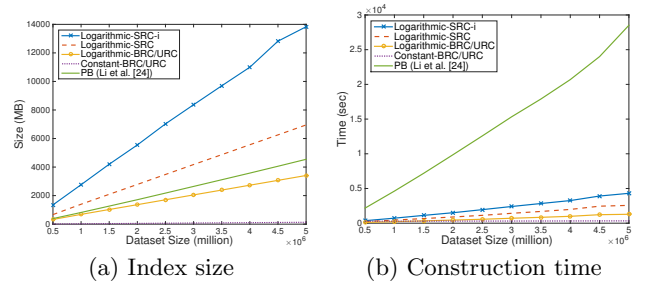 14000
12000
10000
8000
6000
4000
2000
0
Size (MB)
Logarithmic-SRC-i
Logarithmic-SRC
Logarithmic-BRC/URC
Constant-BRC/URC
PB (Li et al. [24])
0.5 1 1.5 2 2.5 3 3.5 4 4.5 5
Dataset Size (million) ×10⁶
(a) Index size
×10⁴
3
2.5
2
1.5
1
0.5
0
Time (sec)
Logarithmic-SRC-i
Logarithmic-SRC
Logarithmic-BRC/URC
Constant-BRC/URC
PB (Li et al. [24])
0.5 1 1.5 2 2.5 3 3.5 4 4.5 5
Dataset Size (million) ×10⁶
(b) Construction time